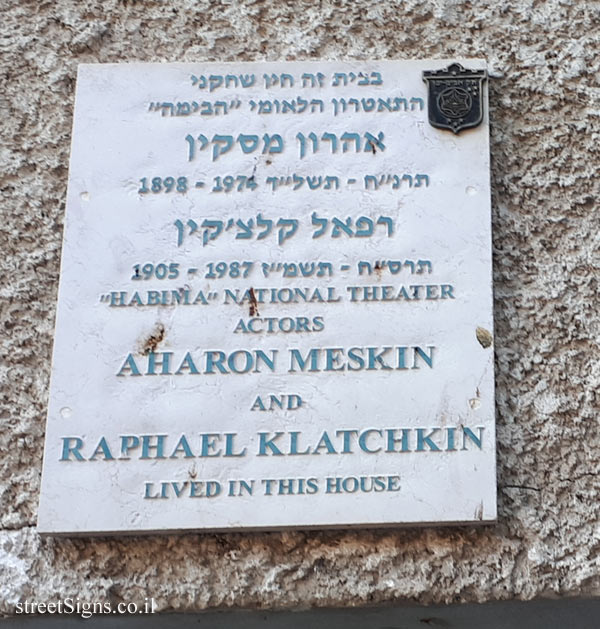 בבית זה חיו שחקני
התאטרון הלאומי "הבימה"
אהרון מסקין
תרנ"ח - תשל"ד 1974 - 1898
רפאל קלצ'קין
תרס"ח - תשמ"ז 1987 - 1905
"HABIMA" NATIONAL THEATER
ACTORS
AHARON MESKIN
AND
RAPHAEL KLATCHKIN
LIVED IN THIS HOUSE
streetSigns.co.il